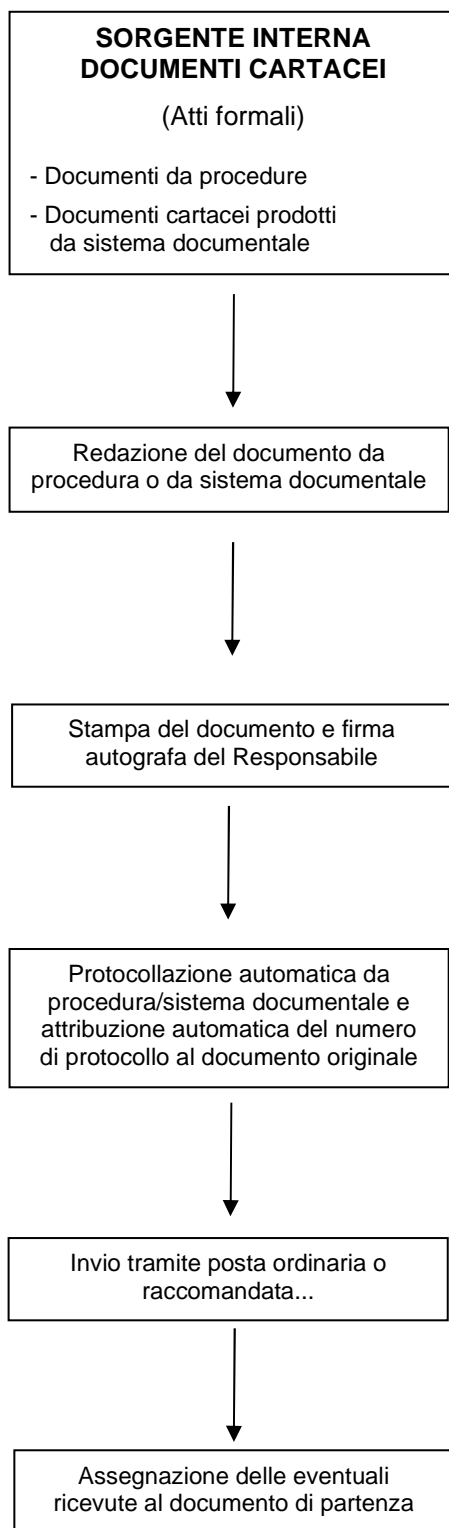 SORGENTE INTERNA
DOCUMENTI CARTACEI
(Atti formali)
- Documenti da procedure
- Documenti cartacei prodotti
da sistema documentale
Redazione del documento da
procedura o da sistema documentale
Stampa del documento e firma
autografa del Responsabile
Protocollazione automatica da
procedura/sistema documentale e
attribuzione automatica del numero
di protocollo al documento originale
Invio tramite posta ordinaria o
raccomandata...
Assegnazione delle eventuali
ricevute al documento di partenza